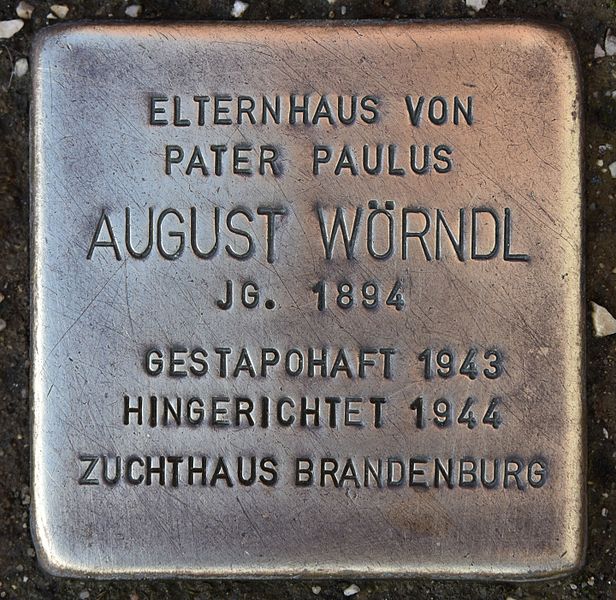 ELTERNHAUS VON
PATER PAULUS
AUGUST WÖRNDL
JG. 1894
GESTAPOHAFT 1943
HINGERICHTET 1944
ZUCHTHAUS BRANDENBURG